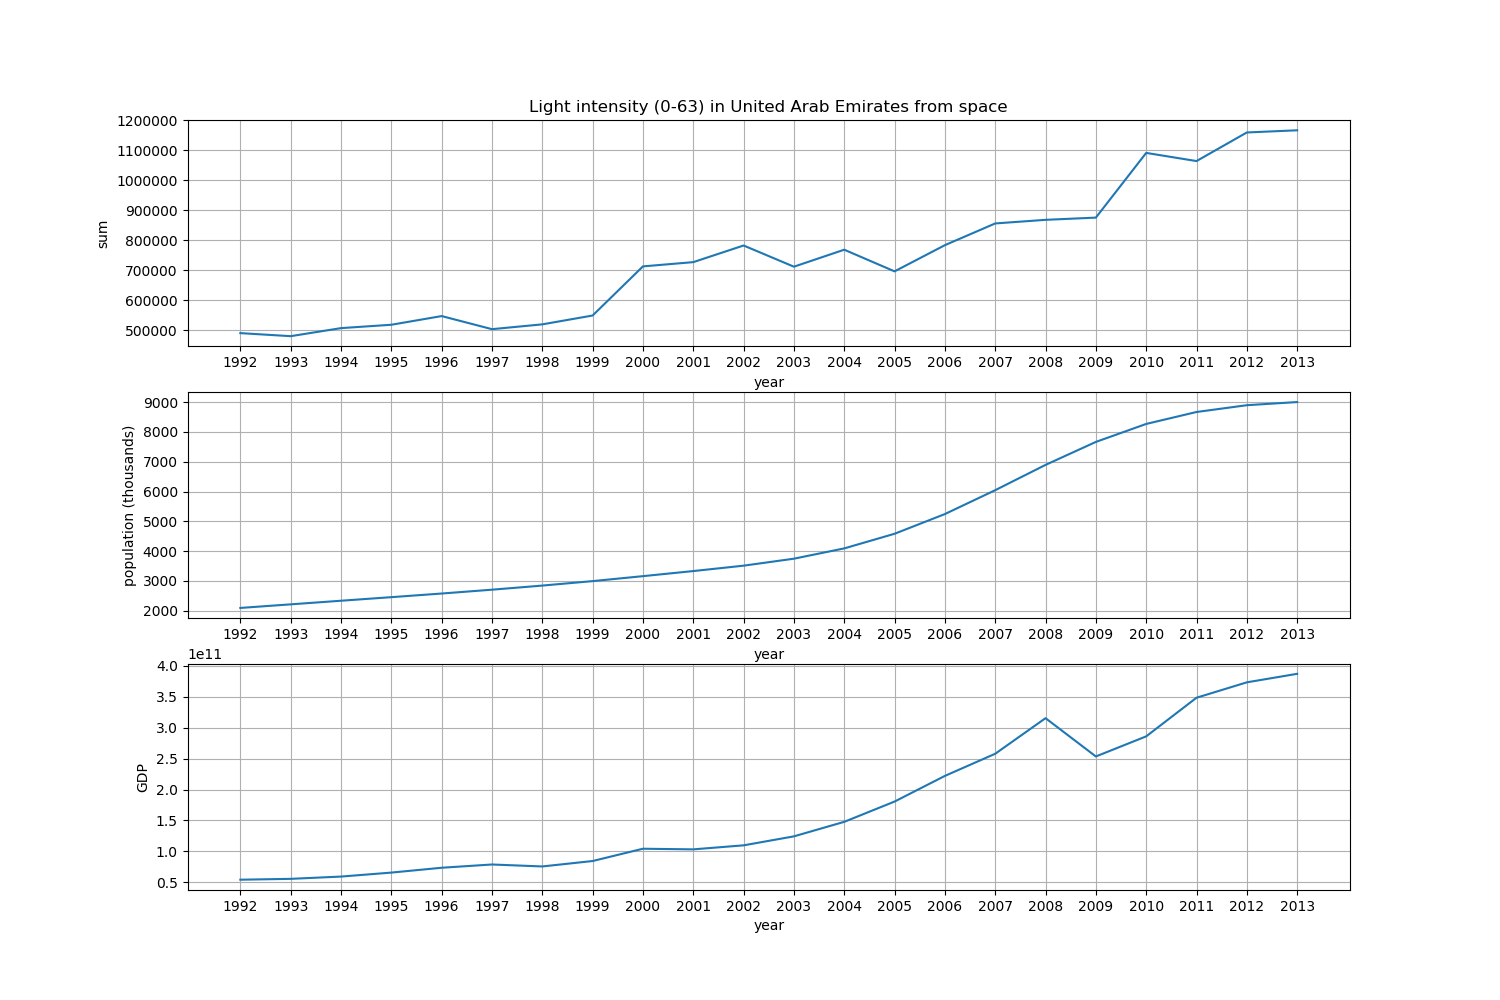 Light intensity (0-63) in United Arab Emirates from space
1200000
1100000
1000000
900000
800000
700000
600000
500000
sum
1992 1993 1994 1995 1996 1997 1998 1999 2000 2001 2002 2003 2004 2005 2006 2007 2008 2009 2010 2011 2012 2013
year
9000
8000
7000
6000
5000
4000
3000
2000
population (thousands)
1992 1993 1994 1995 1996 1997 1998 1999 2000 2001 2002 2003 2004 2005 2006 2007 2008 2009 2010 2011 2012 2013
year
1e11
4.0
3.5
3.0
2.5
2.0
1.5
1.0
0.5
GDP
1992 1993 1994 1995 1996 1997 1998 1999 2000 2001 2002 2003 2004 2005 2006 2007 2008 2009 2010 2011 2012 2013
year